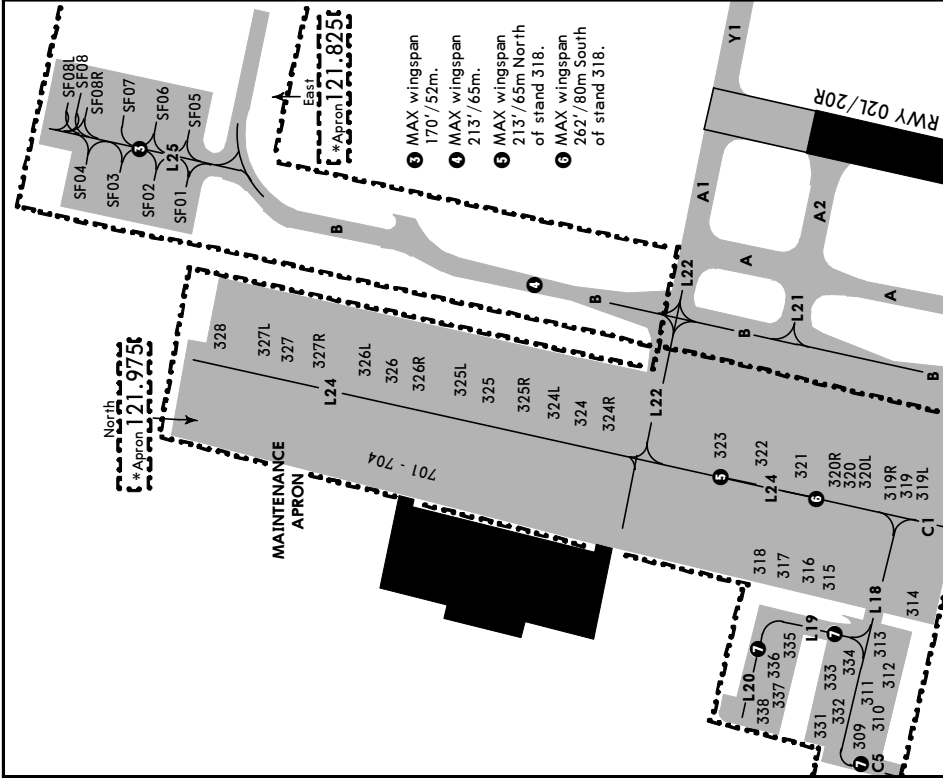 North
*Apron 121.975
East
*Apron 121.825
SF08L
SF08
SF08R
SF07
SF06
SF05
SF04
SF03
SF02
SF01
3
L25
3 MAX wingspan
170'/52m.
4 MAX wingspan
213'/65m.
5 MAX wingspan
213'/65m North
of stand 318.
6 MAX wingspan
262'/80m South
of stand 318.
B
4
B
B
B
Y1
RWY 02L/20R
A1
A2
A
A
L22
L21
L22
328
327L
327
327R
L24
326L
326
326R
325L
325
325R
324L
324
324R
MAINTENANCE
APRON
701 - 704
5
323
322
L24
321
6
320R
320
320L
319R
319
319L
C1
318
317
316
315
L18
314
L20
7
338
337
336
335
L19
7
331
332
333
334
313
312
311
310
309
7
C5